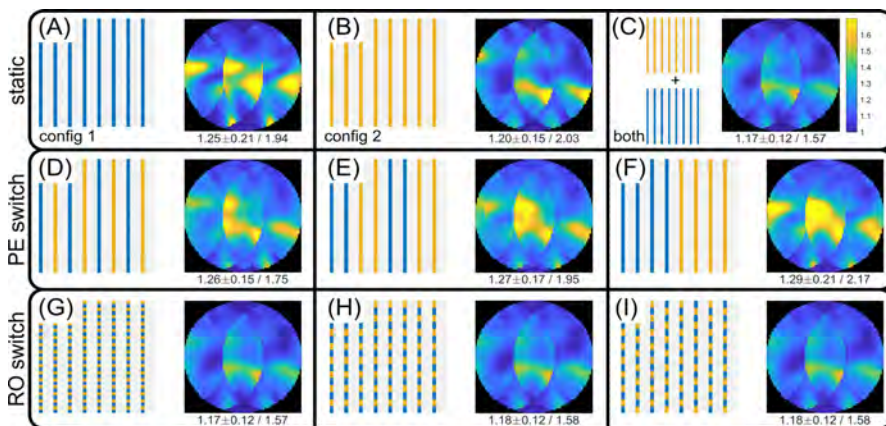 static
(A)
config 1
1.25±0.21 / 1.94
(B)
config 2
1.20±0.15 / 2.03
(C)
+
both
1.17±0.12 / 1.57
1.6
1.5
1.4
1.3
1.2
1.1
1
PE switch
(D)
1.26±0.15 / 1.75
(E)
1.27±0.17 / 1.95
(F)
1.29±0.21 / 2.17
RO switch
(G)
1.17±0.12 / 1.57
(H)
1.18±0.12 / 1.58
(I)
1.18±0.12 / 1.58